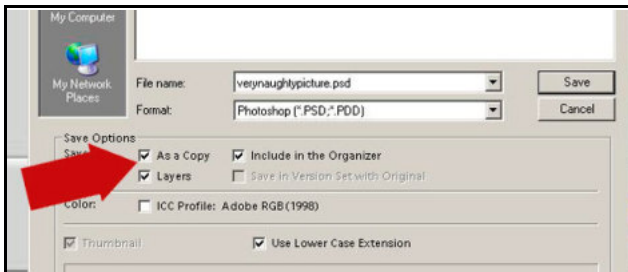 My Computer
My Network
Places
File name: verynaughtypicture.psd Save
Format: Photoshop (*.PSD;*.PDD) Cancel
Save Options
Save: As a Copy Include in the Organizer
Layers Save in Version Set with Original
Color: ICC Profile: Adobe RGB (1998)
Thumbnail Use Lower Case Extension